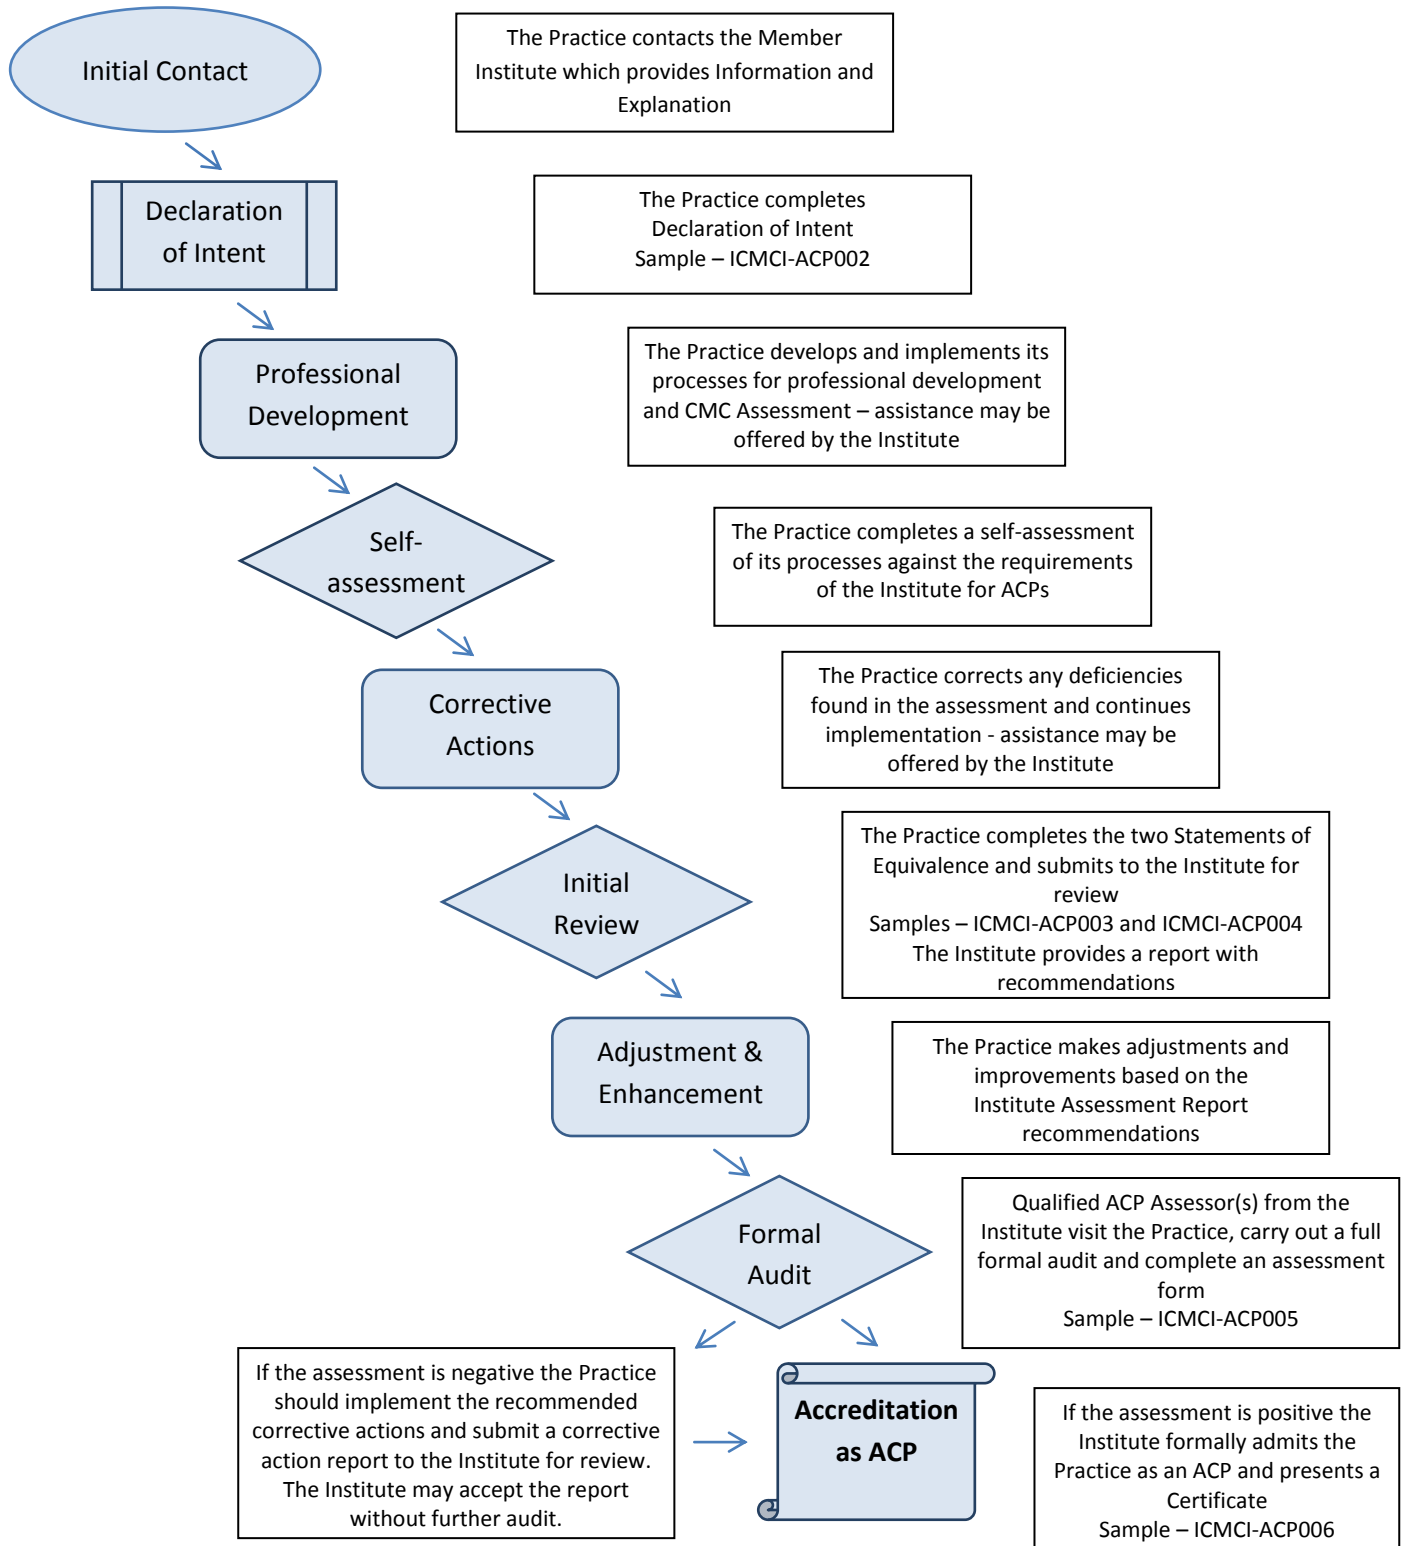 Initial Contact
The Practice contacts the Member
Institute which provides Information and
Explanation
Declaration
of Intent
The Practice completes
Declaration of Intent
Sample – ICMCI-ACP002
Professional
Development
The Practice develops and implements its
processes for professional development
and CMC Assessment – assistance may be
offered by the Institute
Self-
assessment
The Practice completes a self-assessment
of its processes against the requirements
of the Institute for ACPs
Corrective
Actions
The Practice corrects any deficiencies
found in the assessment and continues
implementation - assistance may be
offered by the Institute
Initial
Review
The Practice completes the two Statements of
Equivalence and submits to the Institute for
review
Samples – ICMCI-ACP003 and ICMCI-ACP004
The Institute provides a report with
recommendations
Adjustment &
Enhancement
The Practice makes adjustments and
improvements based on the
Institute Assessment Report
recommendations
Formal
Audit
Qualified ACP Assessor(s) from the
Institute visit the Practice, carry out a full
formal audit and complete an assessment
form
Sample – ICMCI-ACP005
If the assessment is negative the Practice
should implement the recommended
corrective actions and submit a corrective
action report to the Institute for review.
The Institute may accept the report
without further audit.
Accreditation
as ACP
If the assessment is positive the
Institute formally admits the
Practice as an ACP and presents a
Certificate
Sample – ICMCI-ACP006